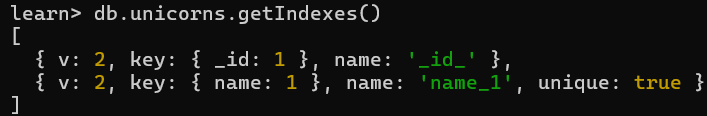 learn> db.unicorns.getIndexes()
[
  { v: 2, key: { _id: 1 }, name: '_id_' },
  { v: 2, key: { name: 1 }, name: 'name_1', unique: true }
]